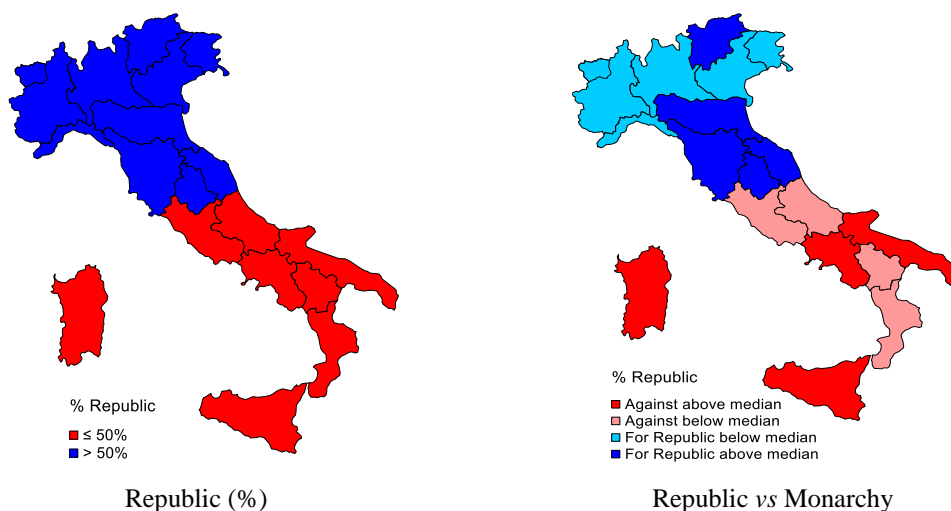 % Republic
≤ 50%
> 50%
Republic (%)
% Republic
Against above median
Against below median
For Republic below median
For Republic above median
Republic vs Monarchy